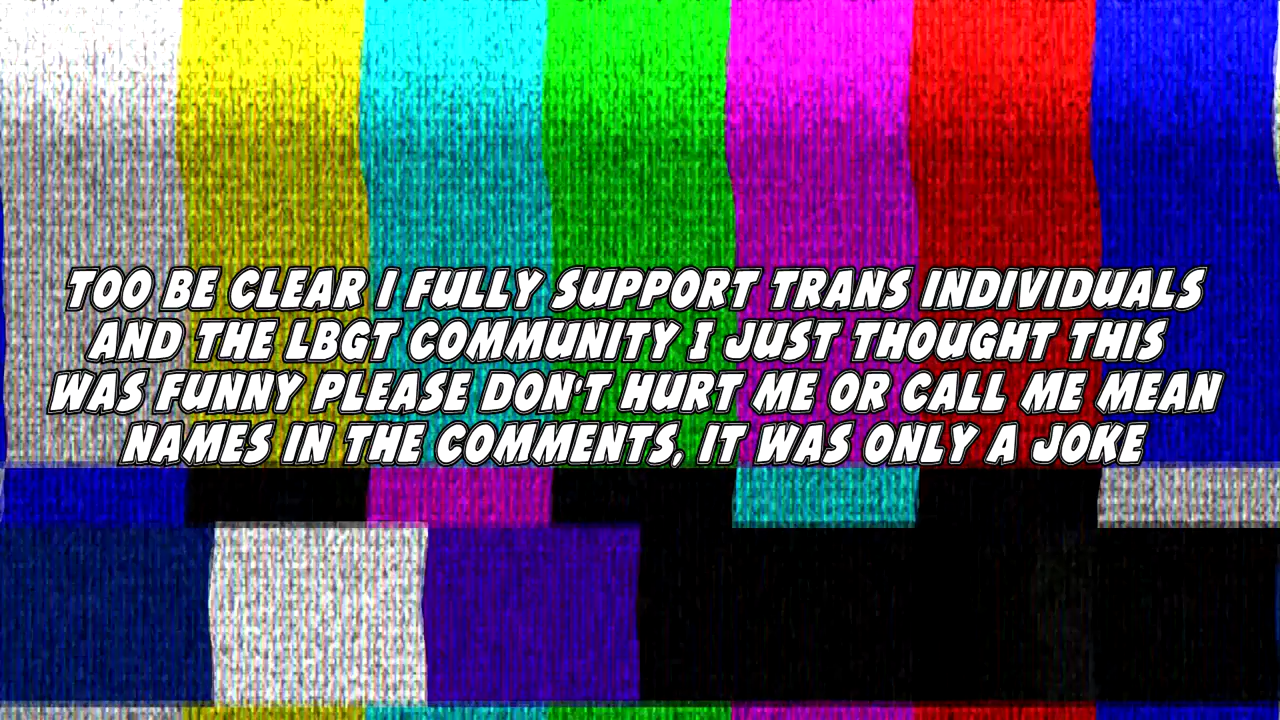 TOO BE CLEAR I FULLY SUPPORT TRANS INDIVIDUALS
AND THE LBGT COMMUNITY I JUST THOUGHT THIS
WAS FUNNY PLEASE DON'T HURT ME OR CALL ME MEAN
NAMES IN THE COMMENTS, IT WAS ONLY A JOKE